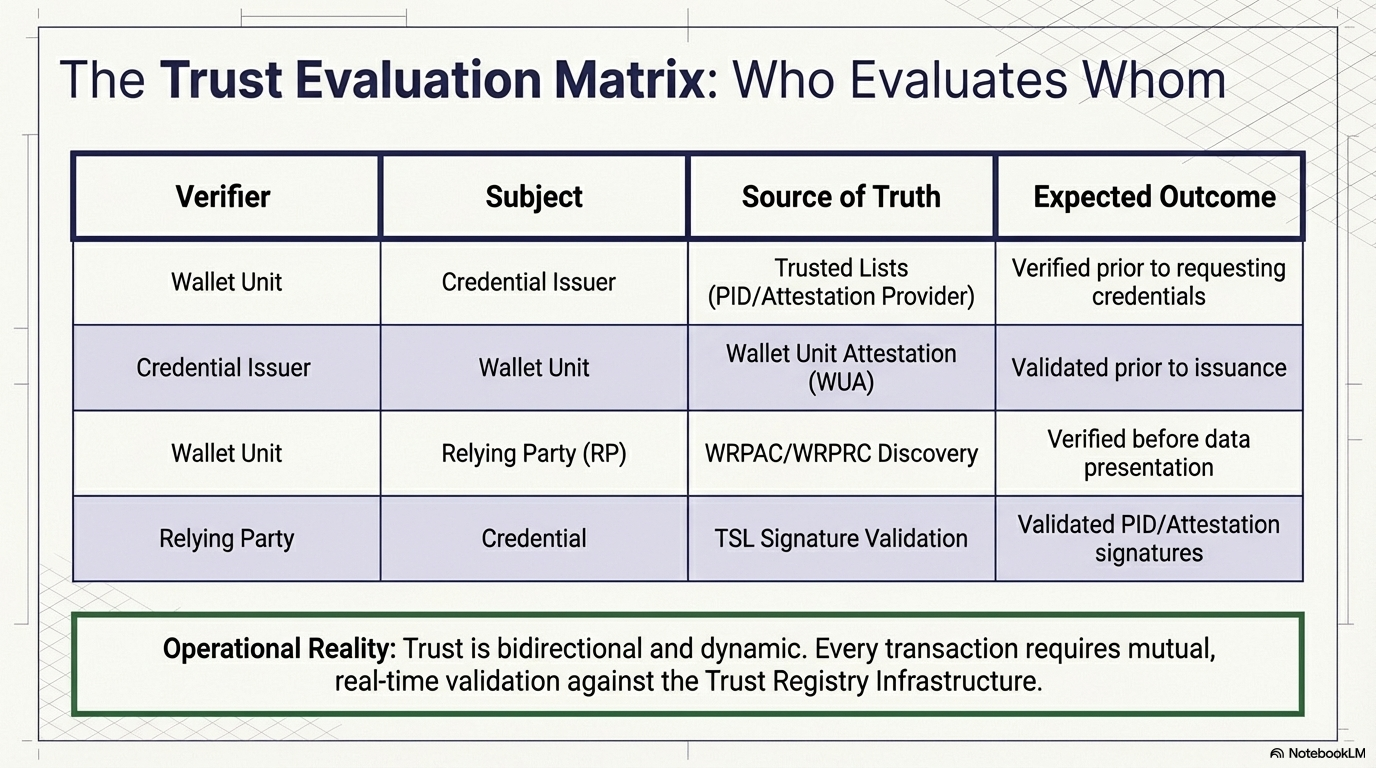 The Trust Evaluation Matrix: Who Evaluates Whom
Verifier
Subject
Source of Truth
Expected Outcome
Wallet Unit
Credential Issuer
Trusted Lists
(PID/Attestation Provider)
Verified prior to requesting
credentials
Credential Issuer
Wallet Unit
Wallet Unit Attestation
(WUA)
Validated prior to issuance
Wallet Unit
Relying Party (RP)
WRPAC/WRPRC Discovery
Verified before data
presentation
Relying Party
Credential
TSL Signature Validation
Validated PID/Attestation
signatures
Operational Reality: Trust is bidirectional and dynamic. Every transaction requires mutual,
real-time validation against the Trust Registry Infrastructure.
NotebookLM